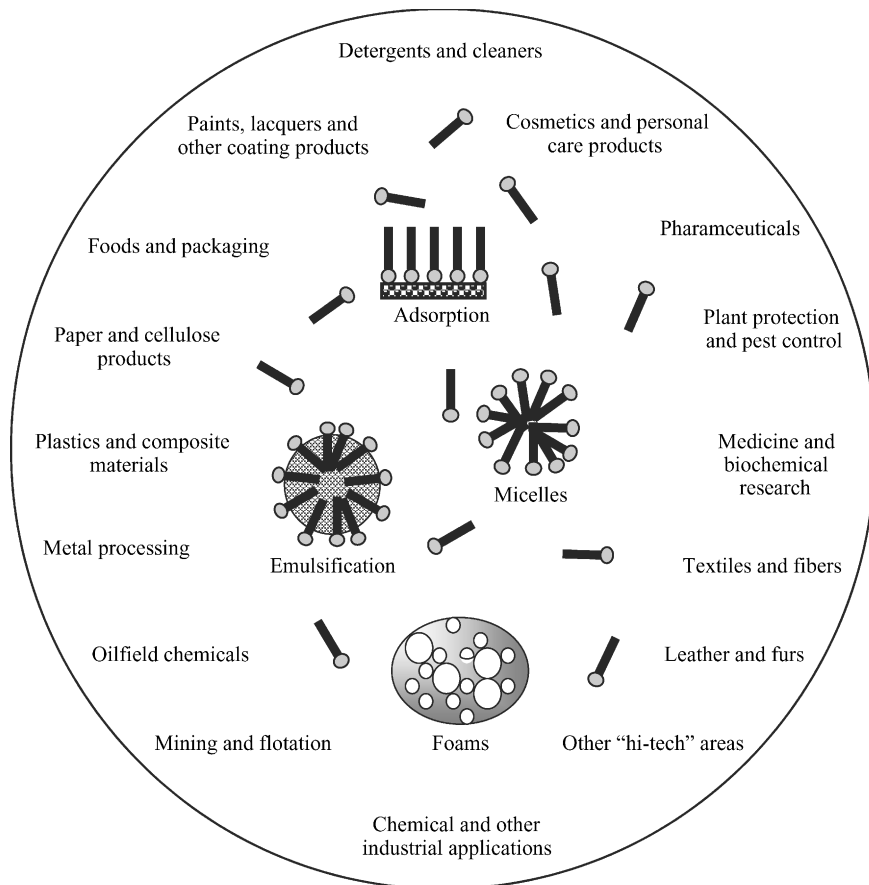 Detergents and cleaners
Paints, lacquers and
other coating products
Cosmetics and personal
care products
Foods and packaging
Pharamceuticals
Adsorption
Paper and cellulose
products
Plant protection
and pest control
Plastics and composite
materials
Micelles
Medicine and
biochemical
research
Metal processing
Emulsification
Textiles and fibers
Oilfield chemicals
Leather and furs
Mining and flotation
Foams
Other “hi-tech” areas
Chemical and other
industrial applications